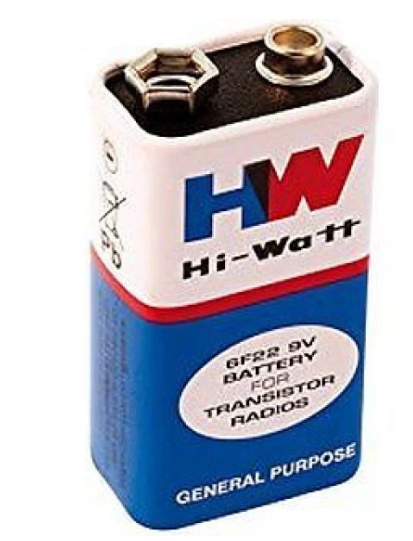 HW
Hi-Watt
6F22 9V
BATTERY
FOR
TRANSISTOR
RADIOS
GENERAL PURPOSE